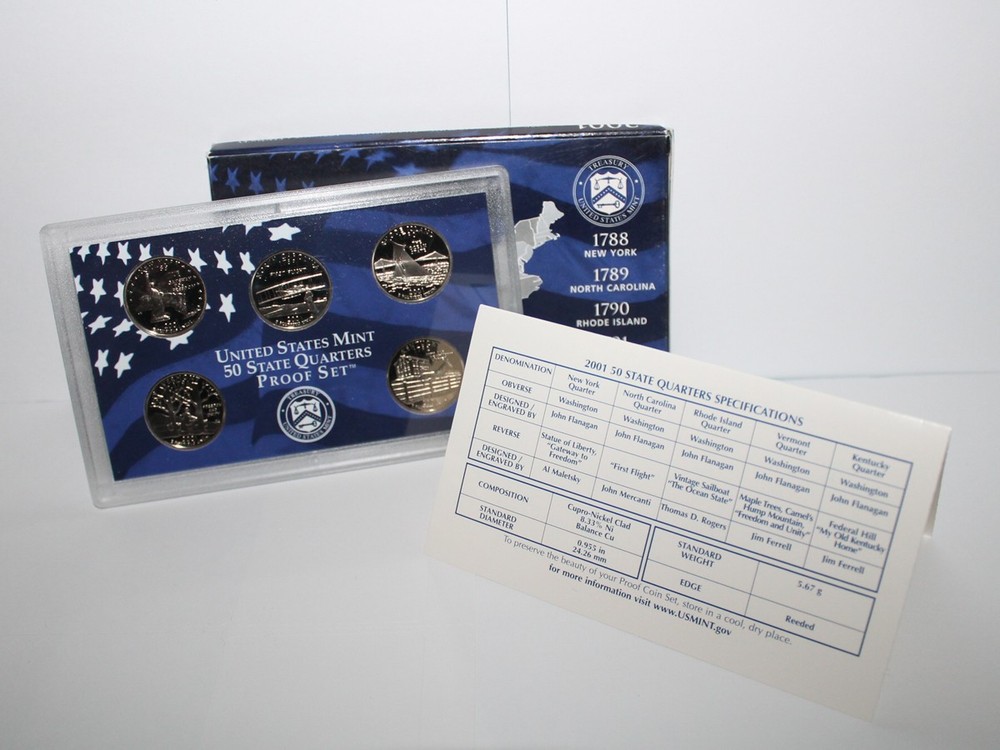 TREASURY
UNITED STATES MINT
1788
NEW YORK
1789
NORTH CAROLINA
1790
RHODE ISLAND
FIRST FLIGHT
UNITED STATES MINT
50 STATE QUARTERS
PROOF SET™
TREASURY
UNITED STATES MINT
2001 50 STATE QUARTERS SPECIFICATIONS
DENOMINATION New York Quarter North Carolina Quarter Rhode Island Quarter Vermont Quarter Kentucky Quarter
OBVERSE Washington Washington Washington Washington Washington
DESIGNED / ENGRAVED BY John Flanagan John Flanagan John Flanagan John Flanagan John Flanagan
REVERSE Statue of Liberty, "Gateway to Freedom" "First Flight" Vintage Sailboat "The Ocean State" Maple Trees, Camel's Hump Mountain, "Freedom and Unity" Federal Hill "My Old Kentucky Home"
DESIGNED / ENGRAVED BY Al Maletsky John Mercanti Thomas D. Rogers Jim Ferrell Jim Ferrell
COMPOSITION Cupro-Nickel Clad 8.33% Ni Balance Cu
STANDARD DIAMETER 0.955 in 24.26 mm
STANDARD WEIGHT 5.67 g
EDGE Reeded
To preserve the beauty of your Proof Coin Set, store in a cool, dry place.
for more information visit www.USMINT.gov